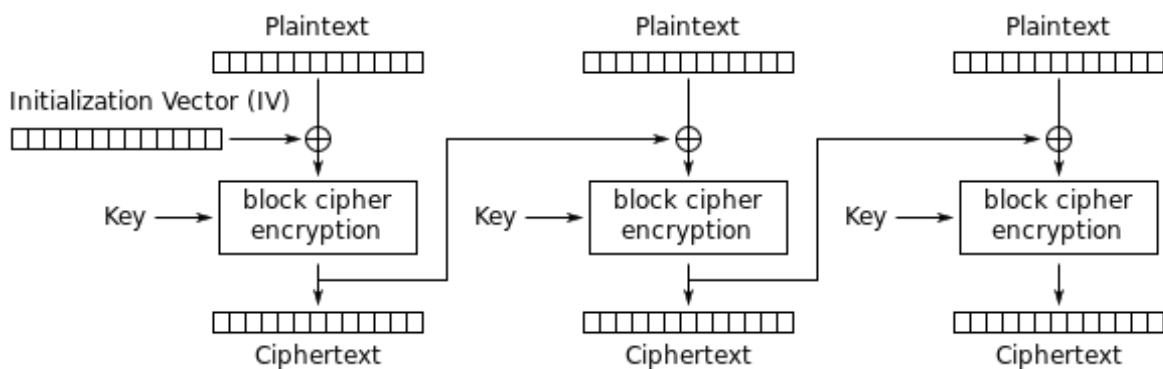 Plaintext Plaintext Plaintext
Initialization Vector (IV)
Key block cipher encryption Key block cipher encryption Key block cipher encryption
Ciphertext Ciphertext Ciphertext